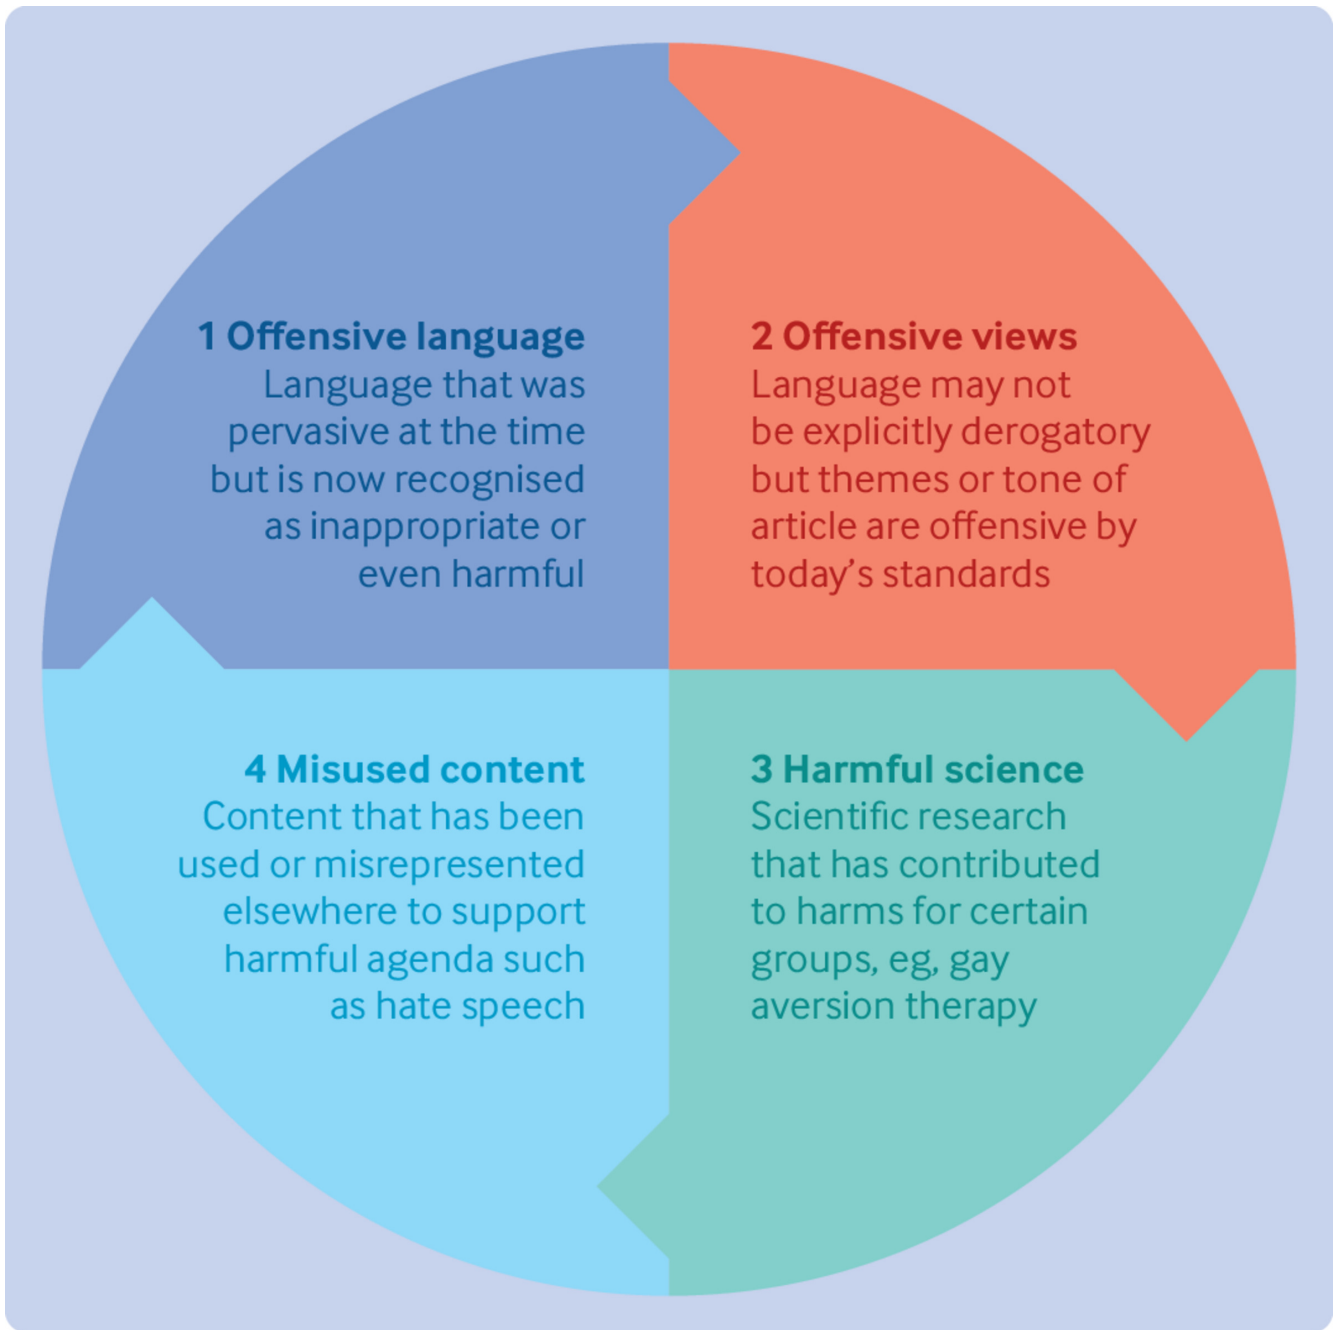 1 Offensive language
Language that was
pervasive at the time
but is now recognised
as inappropriate or
even harmful
2 Offensive views
Language may not
be explicitly derogatory
but themes or tone of
article are offensive by
today’s standards
3 Harmful science
Scientific research
that has contributed
to harms for certain
groups, eg, gay
aversion therapy
4 Misused content
Content that has been
used or misrepresented
elsewhere to support
harmful agenda such
as hate speech